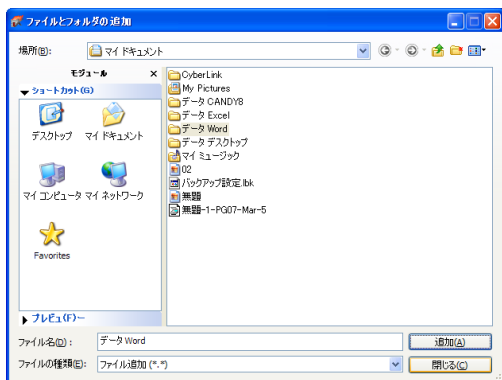 ファイルとフォルダの追加
場所(B):
マイ ドキュメント
モジュール
x
ショートカット(G)
デスクトップ
マイ ドキュメント
マイ コンピュータ
マイ ネットワーク
Favorites
プレビュ(F)ー
CyberLink
My Pictures
データ CANDY8
データ Excel
データ Word
データ デスクトップ
マイ ミュージック
02
バックアップ設定.lbk
無題
無題-1-PG07-Mar-5
ファイル名(D):
データ Word
追加(A)
ファイルの種類(E):
ファイル追加 (*.*)
閉じる(C)